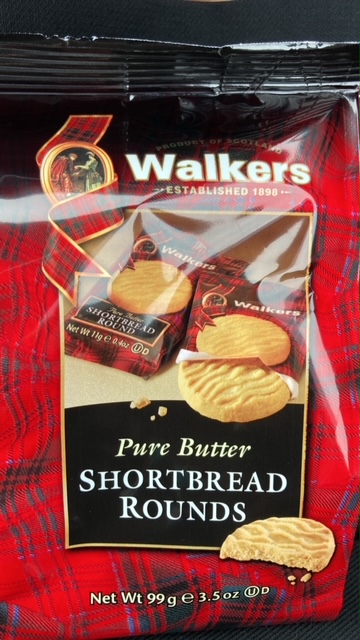 PRODUCT OF SCOTLAND
Walkers
ESTABLISHED 1898
Walkers
Pure Butter
SHORTBREAD
ROUND
Net Wt 11g e 0.4oz Ⓤ D
Walkers
Pure Butter
SHORTBREAD
ROUNDS
Net Wt 99g e 3.5oz Ⓤ D